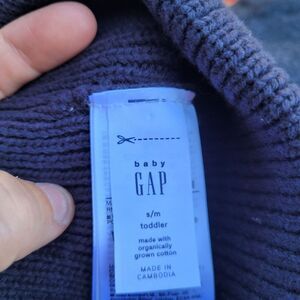 baby
GAP
s/m
toddler
made with
organically
grown cotton
MADE IN
CAMBODIA